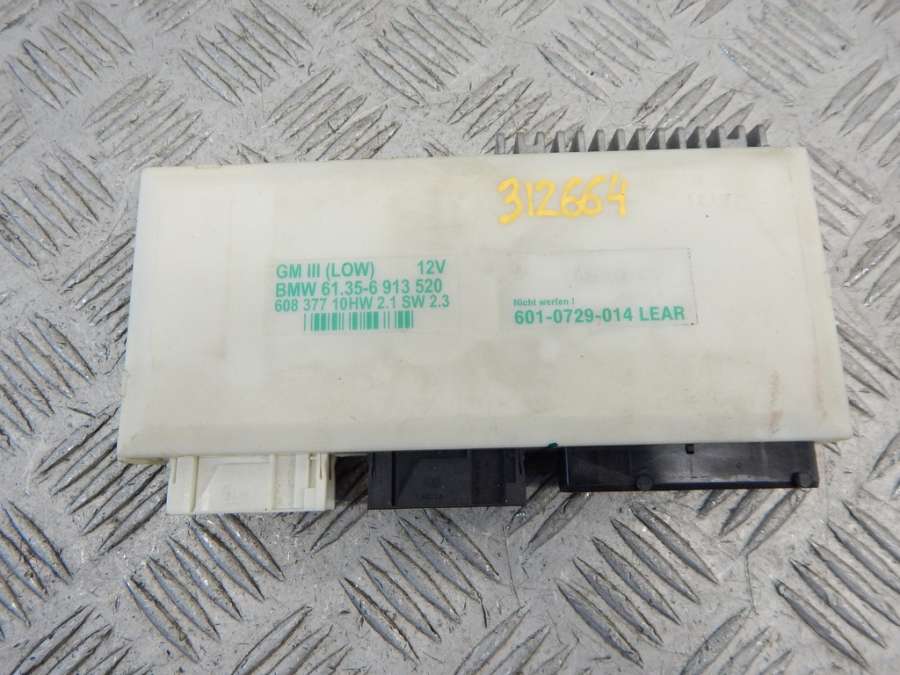 312664
GM III (LOW) 12V
BMW 61.35-6 913 520
608 377 10HW 2.1 SW 2.3
Nicht werfen !
601-0729-014 LEAR